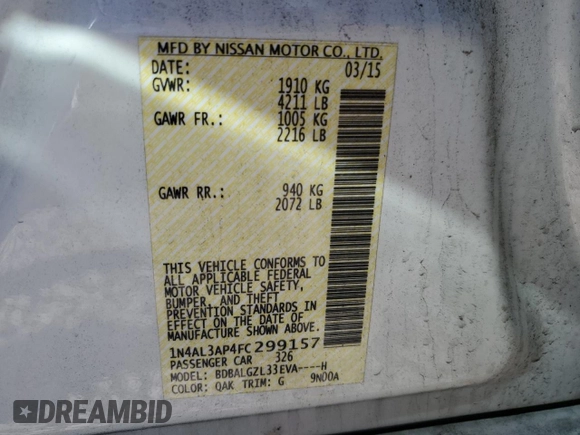 MFD BY NISSAN MOTOR CO., LTD.
DATE: 03/15
GVWR: 1910 KG
4211 LB
GAWR FR.: 1005 KG
2216 LB
GAWR RR.: 940 KG
2072 LB
THIS VEHICLE CONFORMS TO
ALL APPLICABLE FEDERAL
MOTOR VEHICLE SAFETY,
BUMPER, AND THEFT
PREVENTION STANDARDS IN
EFFECT ON THE DATE OF
MANUFACTURE SHOWN ABOVE.
1N4AL3AP4FC299157
PASSENGER CAR 326
MODEL: BDBALGZL33EVA----H
COLOR: QAK TRIM: G 9N00A
DREAMBID
DREAMBID